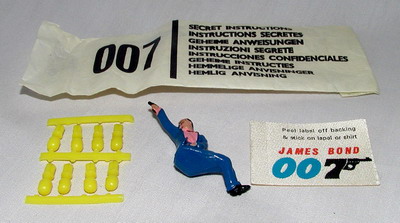 007
SECRET INSTRUCTIONS
INSTRUCTIONS SECRETES
GEHEIME ANWEISUNGEN
INSTRUZIONI SEGRETE
INSTRUCCIONES CONFIDENCIALES
GEHEIME INSTRUCTIES
HEMMELIGE ANVISNINGER
HEMLIG ANVISNING
Peel label off backing
& stick on lapel or shirt
JAMES BOND
007